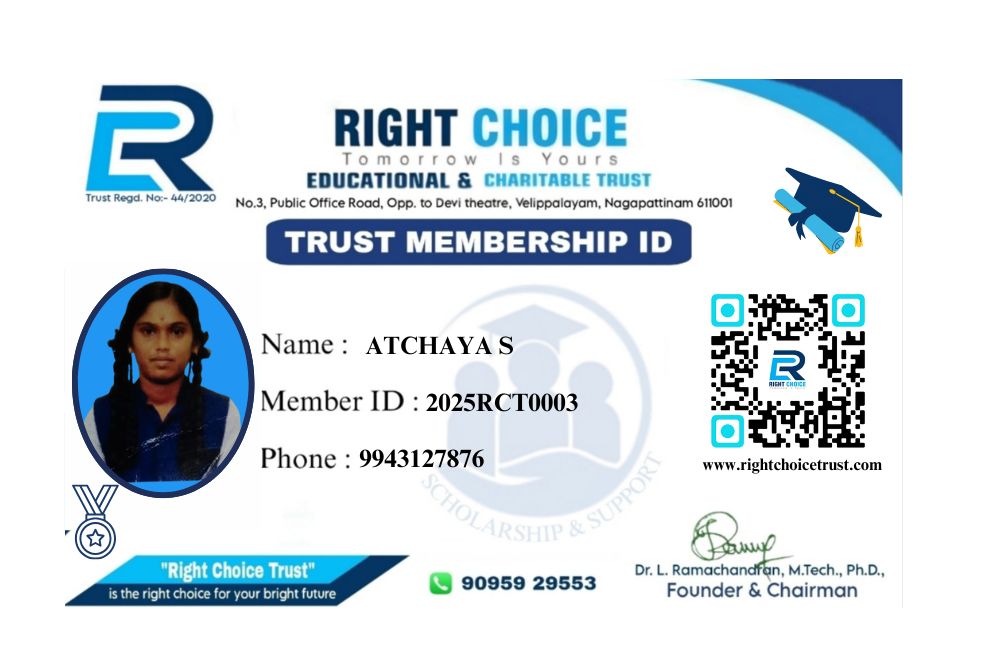 RIGHT CHOICE
Tomorrow Is Yours
EDUCATIONAL & CHARITABLE TRUST
Trust Regd. No:- 44/2020
No.3, Public Office Road, Opp. to Devi theatre, Velippalayam, Nagapattinam 611001
TRUST MEMBERSHIP ID
Name : ATCHAYA S
Member ID : 2025RCT0003
Phone : 9943127876
SCHOLARSHIP & SUPPORT
RIGHT CHOICE
www.rightchoicetrust.com
"Right Choice Trust"
is the right choice for your bright future
90959 29553
Dr. L. Ramachandran, M.Tech., Ph.D.,
Founder & Chairman